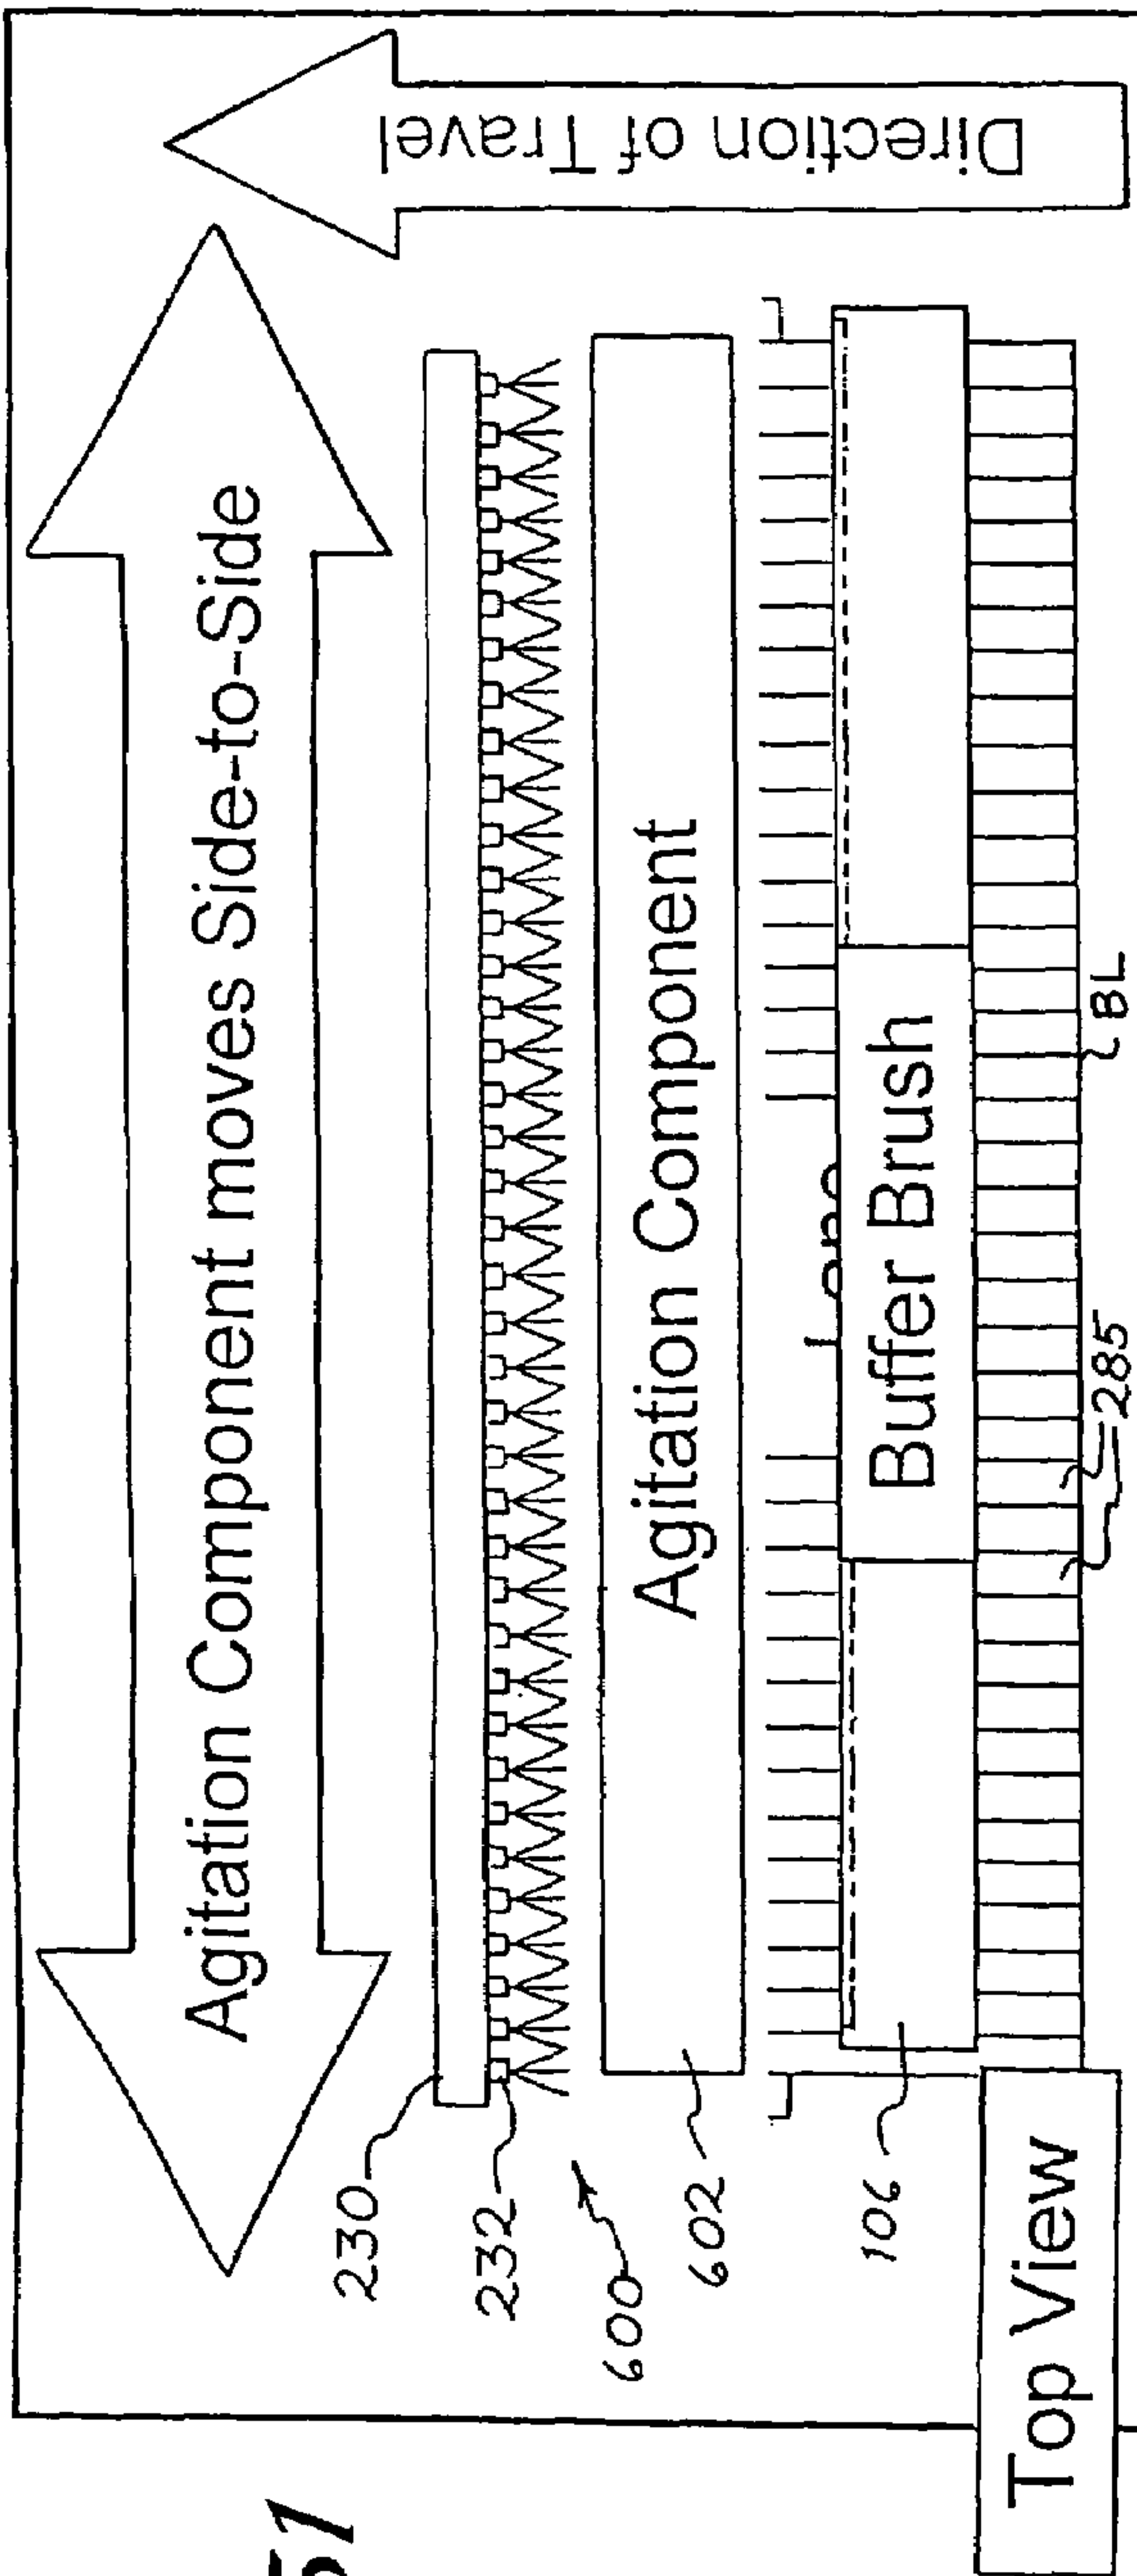 Agitation Component moves Side-to-Side
Direction of Travel
230
232
600
Agitation Component
602
Buffer Brush
106
285
BL
Top View
51